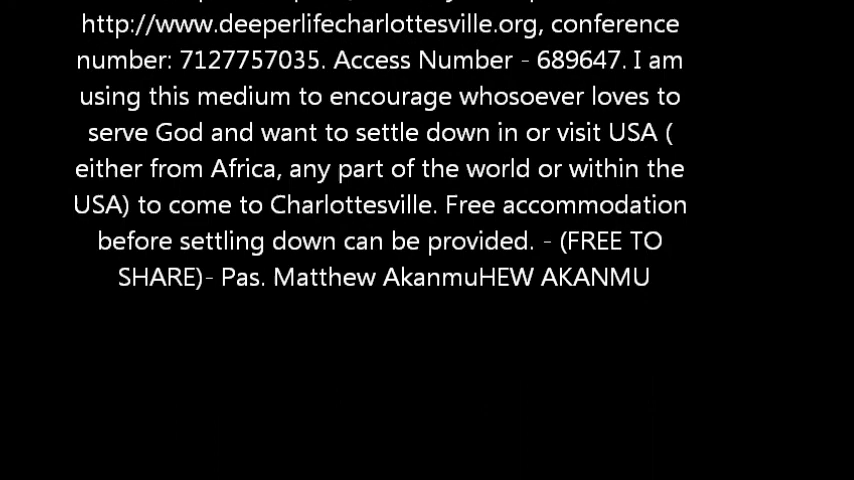 http://www.deeperlifecharlottesville.org, conference
number: 7127757035. Access Number - 689647. I am
using this medium to encourage whosoever loves to
serve God and want to settle down in or visit USA (
either from Africa, any part of the world or within the
USA) to come to Charlottesville. Free accommodation
before settling down can be provided. - (FREE TO
SHARE)- Pas. Matthew AkanmuHEW AKANMU